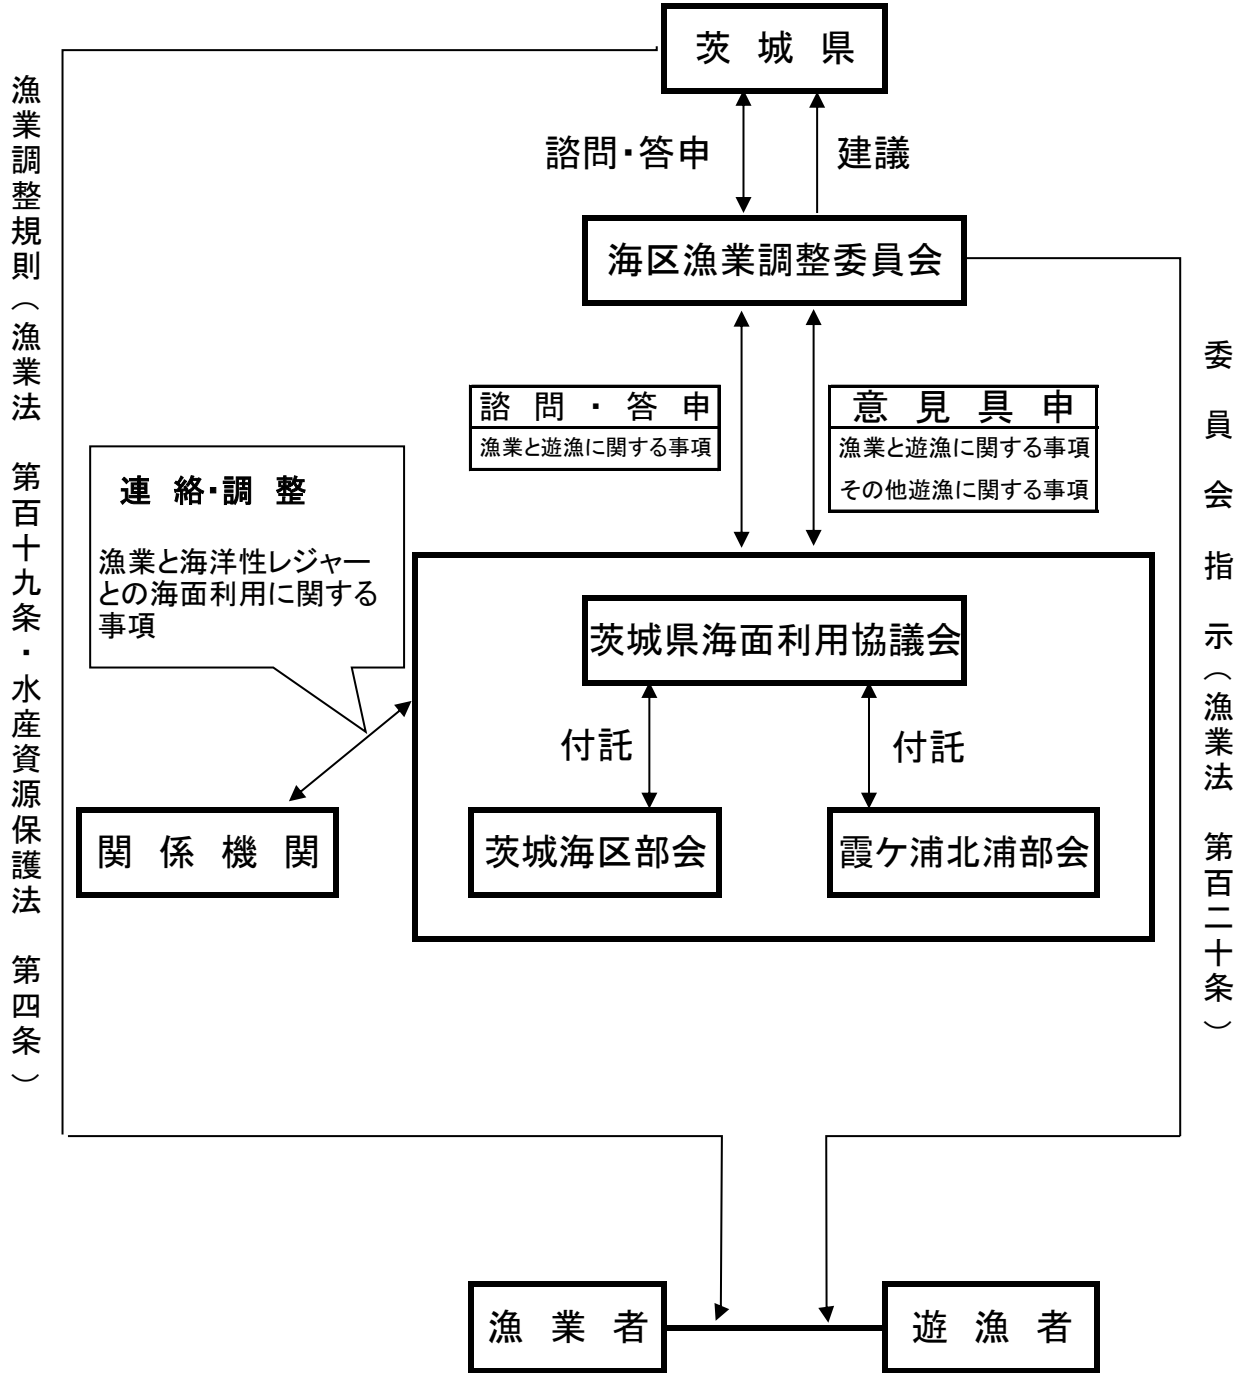 茨 城 県
諮問・答申
建議
海区漁業調整委員会
諮 問 ・ 答 申
漁業と遊漁に関する事項
意 見 具 申
漁業と遊漁に関する事項
その他遊漁に関する事項
連 絡・調 整
漁業と海洋性レジャー
との海面利用に関する
事項
茨城県海面利用協議会
付託
付託
関 係 機 関
茨城海区部会
霞ケ浦北浦部会
漁業調整規則（漁業法 第百十九条・水産資源保護法 第四条）
委 員 会 指 示（漁業法 第百二十条）
漁 業 者
遊 漁 者